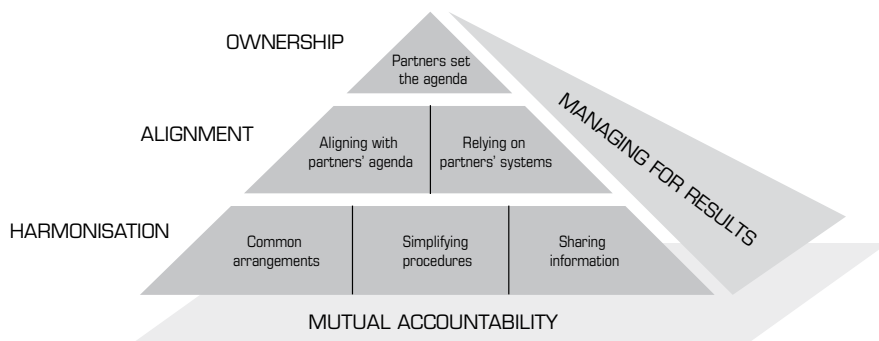 OWNERSHIP
Partners set
the agenda
ALIGNMENT
Aligning with
partners' agenda
Relying on
partners' systems
HARMONISATION
Common
arrangements
Simplifying
procedures
Sharing
information
MANAGING FOR RESULTS
MUTUAL ACCOUNTABILITY